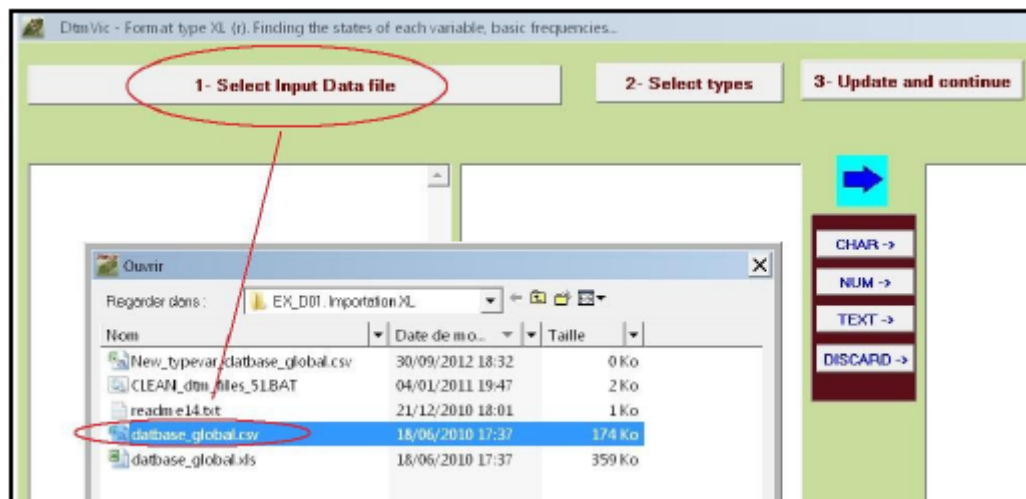 DtmVic - Format type XL (r). Finding the states of each variable, basic frequencies...
1- Select Input Data file
2- Select types
3- Update and continue
CHAR ->
NUM ->
TEXT ->
DISCARD ->
Ouvrir
Regarder dans : EX_D01. Importation XL
Nom Date de mo... Taille
New_typevar_datbase_global.csv 30/09/2012 18:32 0 Ko
CLEAN_dtm_files_51.BAT 04/01/2011 19:47 2 Ko
readme14.txt 21/12/2010 18:01 1 Ko
datbase_global.csv 18/06/2010 17:37 174 Ko
datbase_global.xls 18/06/2010 17:37 359 Ko